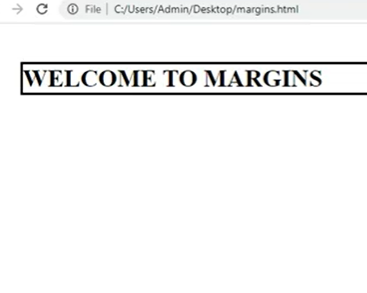 File | C:/Users/Admin/Desktop/margins.html
WELCOME TO MARGINS